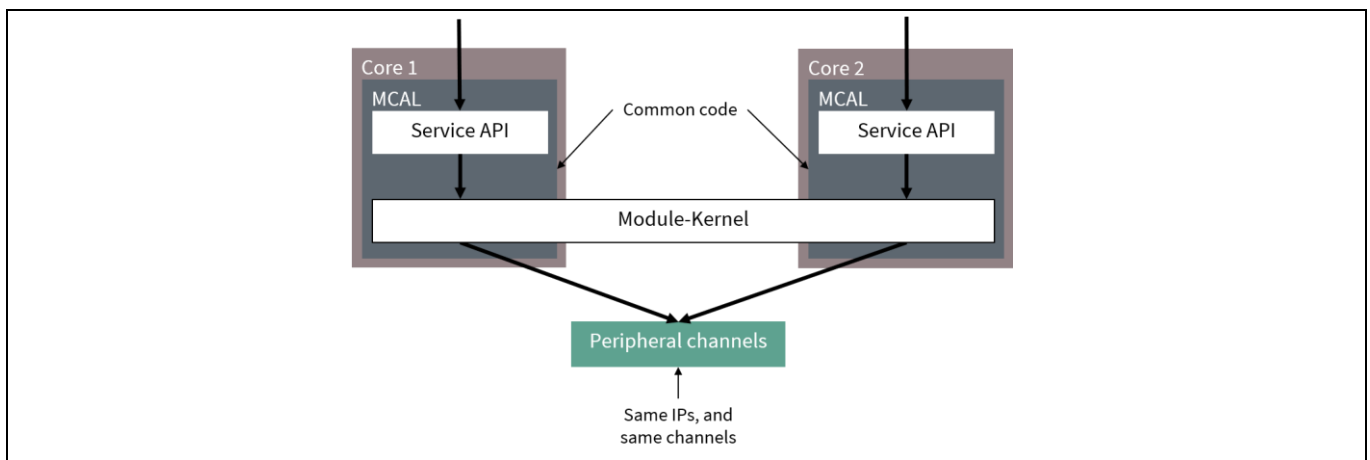 Core 1
Core 2
MCAL
MCAL
Common code
Service API
Service API
Module-Kernel
Peripheral channels
Same IPs, and
same channels